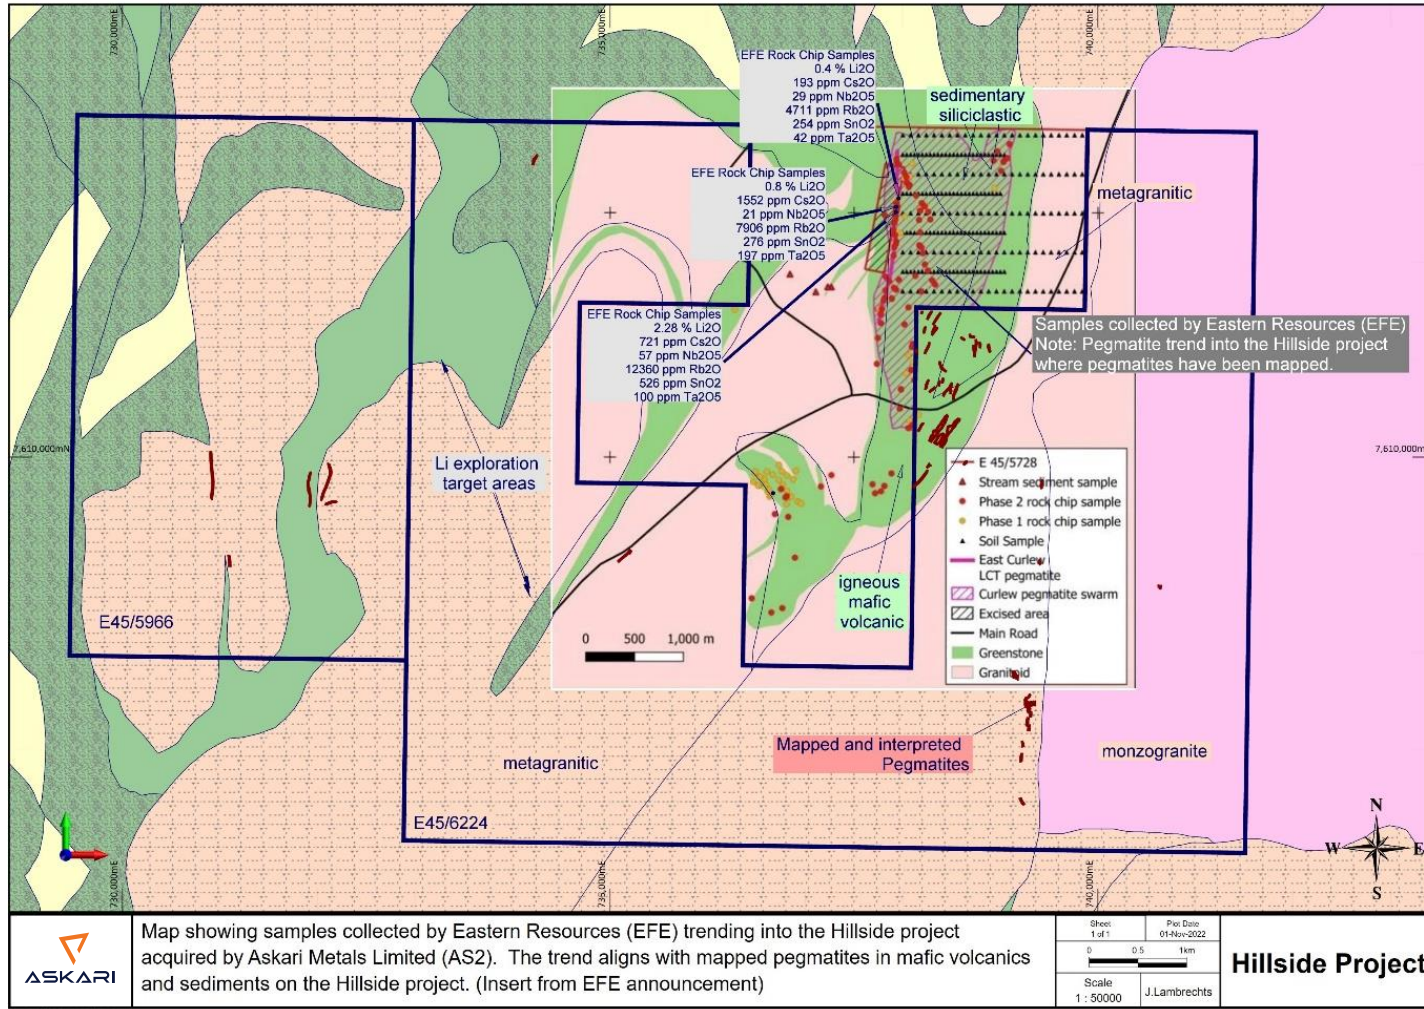 730,000mE
735,000mE
740,000mE
EFE Rock Chip Samples
0.4 % Li2O
193 ppm Cs2O
29 ppm Nb2O5
4711 ppm Rb2O
254 ppm SnO2
42 ppm Ta2O5
sedimentary
siliciclastic
EFE Rock Chip Samples
0.8 % Li2O
1552 ppm Cs2O
21 ppm Nb2O5
7906 ppm Rb2O
276 ppm SnO2
197 ppm Ta2O5
metagranitic
EFE Rock Chip Samples
2.28 % Li2O
721 ppm Cs2O
57 ppm Nb2O5
12360 ppm Rb2O
526 ppm SnO2
100 ppm Ta2O5
Samples collected by Eastern Resources (EFE)
Note: Pegmatite trend into the Hillside project
where pegmatites have been mapped.
7,610,000mN
7,610,000m
Li exploration
target areas
E 45/5728
Stream sediment sample
Phase 2 rock chip sample
Phase 1 rock chip sample
Soil Sample
East Curlew
LCT pegmatite
Curlew pegmatite swarm
Excised area
Main Road
Greenstone
Granitoid
igneous
mafic
volcanic
E45/5966
0 500 1,000 m
metagranitic
Mapped and interpreted
Pegmatites
monzogranite
E45/6224
N
W E
S
730,000mE
735,000mE
740,000mE
ASKARI
Map showing samples collected by Eastern Resources (EFE) trending into the Hillside project
acquired by Askari Metals Limited (AS2). The trend aligns with mapped pegmatites in mafic volcanics
and sediments on the Hillside project. (Insert from EFE announcement)
Sheet
1 of 1
Plot Date
01-Nov-2022
0 0.5 1km
Scale
1 : 50000
J.Lambrechts
Hillside Project